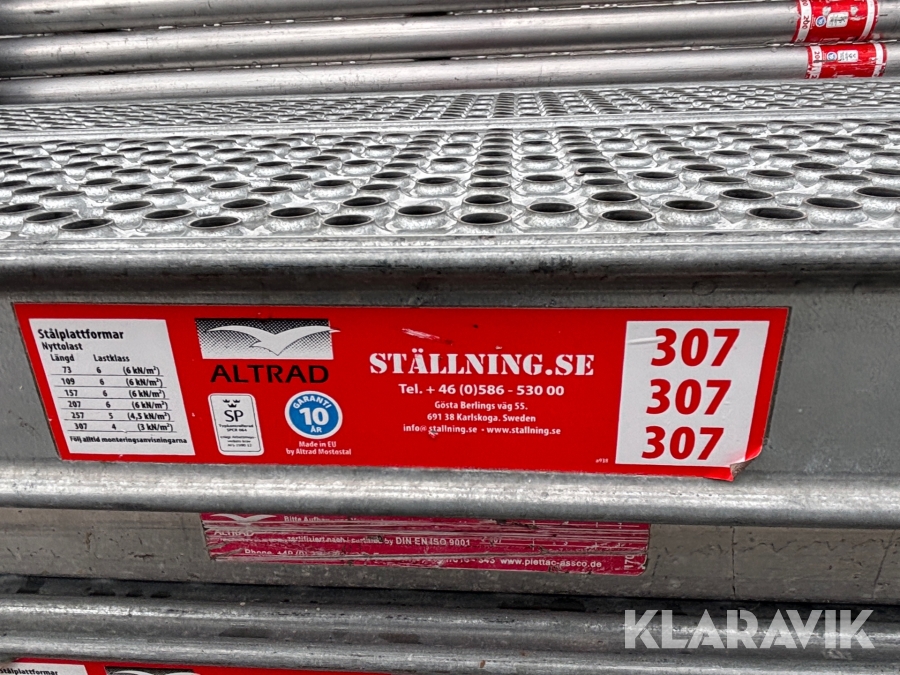 Stålplattformar
Nyttolast
Längd Lastklass
73 6 (6 kN/m²)
109 6 (6 kN/m²)
157 6 (6 kN/m²)
207 6 (6 kN/m²)
257 5 (4,5 kN/m²)
307 4 (3 kN/m²)
Följ alltid monteringsanvisningarna
ALTRAD
SP
GARANTI
10
ÅR
Made in EU
by Altrad Mostostal
STÄLLNING.SE
Tel. + 46 (0)586 - 530 00
Gösta Berlings väg 55.
691 38 Karlskoga. Sweden
info@stallning.se - www.stallning.se
307
307
307
ALTRAD
by DIN EN ISO 9001
www.plettac-assco.de
KLARAVIK
Stålplattformar